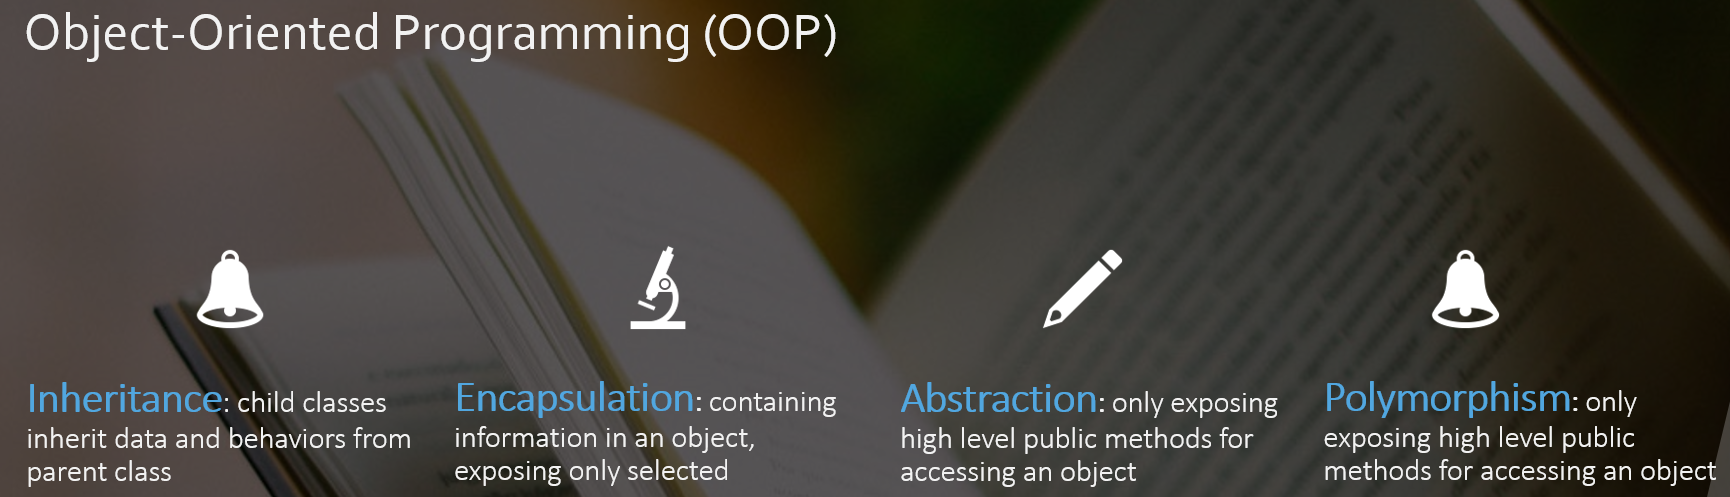 Object-Oriented Programming (OOP)
Inheritance: child classes
inherit data and behaviors from
parent class
Encapsulation: containing
information in an object,
exposing only selected
Abstraction: only exposing
high level public methods for
accessing an object
Polymorphism: only
exposing high level public
methods for accessing an object